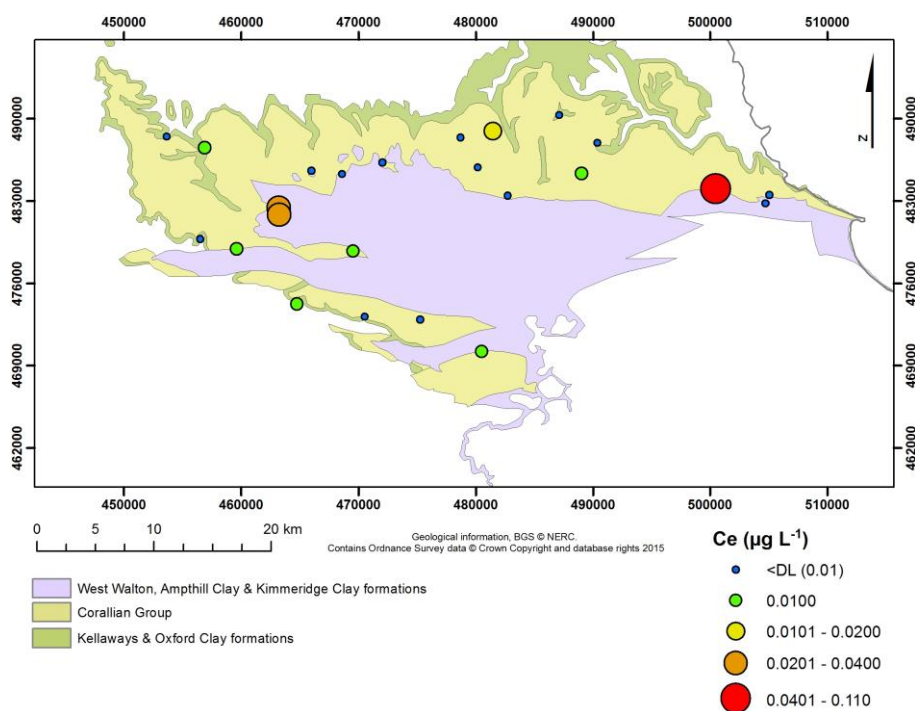 450000 460000 470000 480000 490000 500000 510000
490000 490000
N
483000 483000
476000 476000
469000 469000
462000 462000
450000 460000 470000 480000 490000 500000 510000
0 5 10 20 km
Geological information, BGS © NERC.
Contains Ordnance Survey data © Crown Copyright and database rights 2015
West Walton, Ampthill Clay & Kimmeridge Clay formations
Corallian Group
Kellaways & Oxford Clay formations
Ce (µg L⁻¹)
<DL (0.01)
0.0100
0.0101 - 0.0200
0.0201 - 0.0400
0.0401 - 0.110